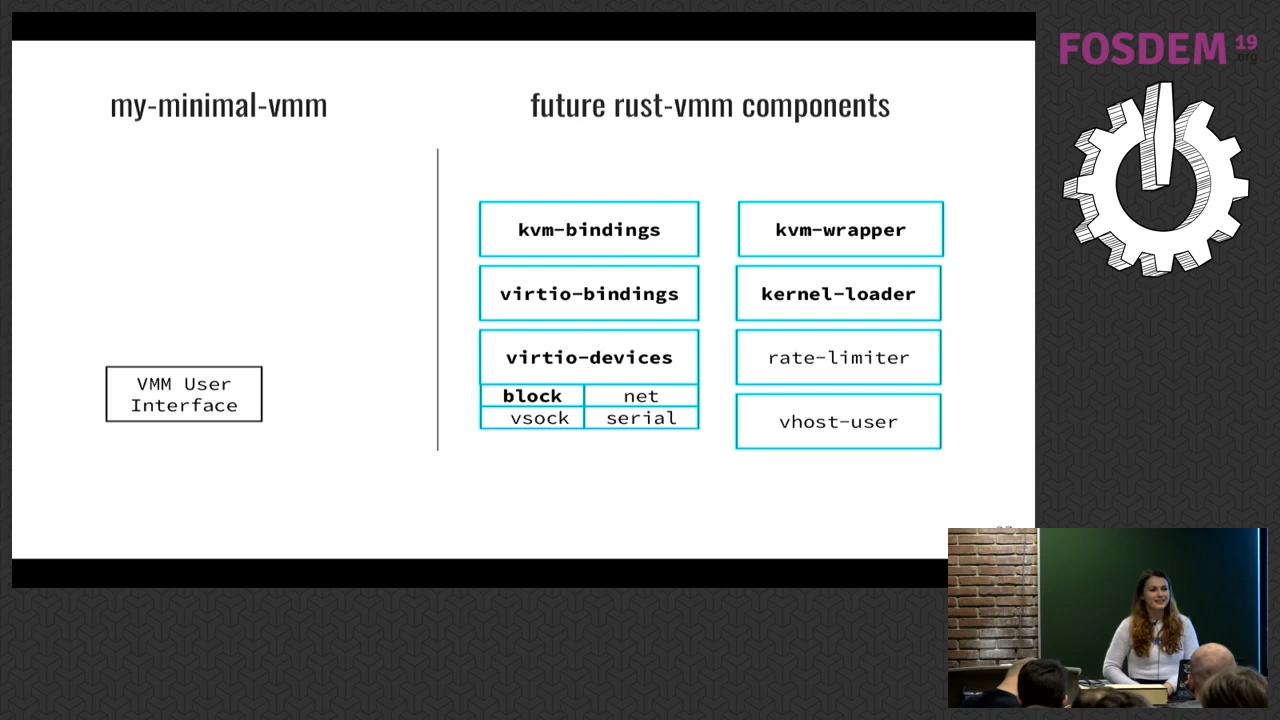 my-minimal-vmm
future rust-vmm components
kvm-bindings
kvm-wrapper
virtio-bindings
kernel-loader
virtio-devices
rate-limiter
block
net
vsock
serial
vhost-user
VMM User
Interface
FOSDEM 19
.org